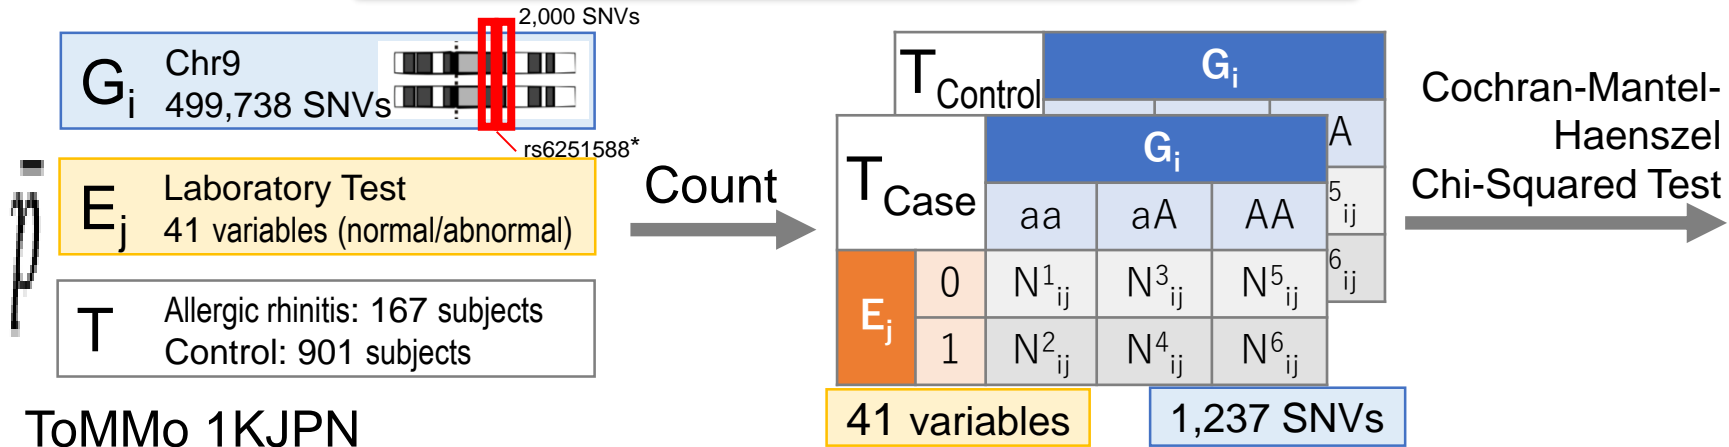 2,000 SNVs
Gi Chr9
499,738 SNVs
rs6251588*
Ej Laboratory Test
41 variables (normal/abnormal)
T Allergic rhinitis: 167 subjects
Control: 901 subjects
ToMMo 1KJPN
Count
TControl Gi
A
5ij
6ij
TCase Gi
aa aA AA
Ej 0 N1ij N3ij N5ij
1 N2ij N4ij N6ij
41 variables 1,237 SNVs
Cochran-Mantel-
Haenszel
Chi-Squared Test